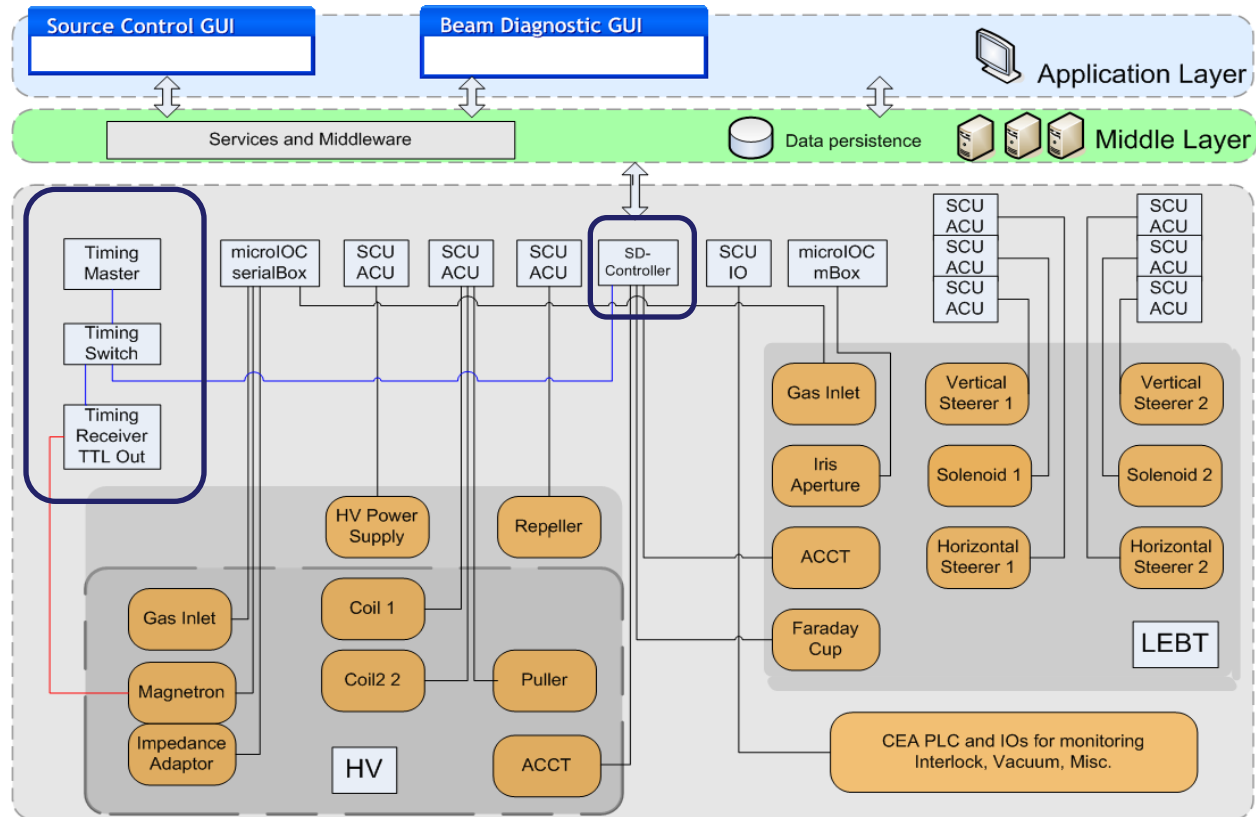 Source Control GUI
Beam Diagnostic GUI
Application Layer
Services and Middleware
Data persistence
Middle Layer
Timing
Master
microIOC
serialBox
SCU
ACU
SCU
ACU
SCU
ACU
SD-
Controller
SCU
IO
microIOC
mBox
SCU
ACU
SCU
ACU
SCU
ACU
SCU
ACU
SCU
ACU
SCU
ACU
Timing
Switch
Timing
Receiver
TTL Out
Gas Inlet
Vertical
Steerer 1
Vertical
Steerer 2
Iris
Aperture
Solenoid 1
Solenoid 2
HV Power
Supply
Repeller
ACCT
Horizontal
Steerer 1
Horizontal
Steerer 2
Gas Inlet
Coil 1
Faraday
Cup
LEBT
Magnetron
Coil2 2
Puller
Impedance
Adaptor
HV
ACCT
CEA PLC and IOs for monitoring
Interlock, Vacuum, Misc.